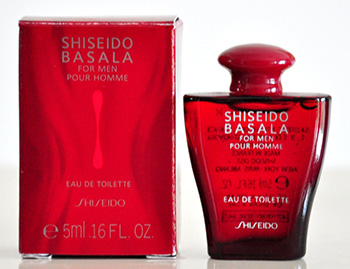 SHISEIDO
BASALA
FOR MEN
POUR HOMME
EAU DE TOILETTE
SHISEIDO
℮ 5ml .16 FL. OZ.
SHISEIDO
BASALA
FOR MEN
POUR HOMME
EAU DE TOILETTE
SHISEIDO